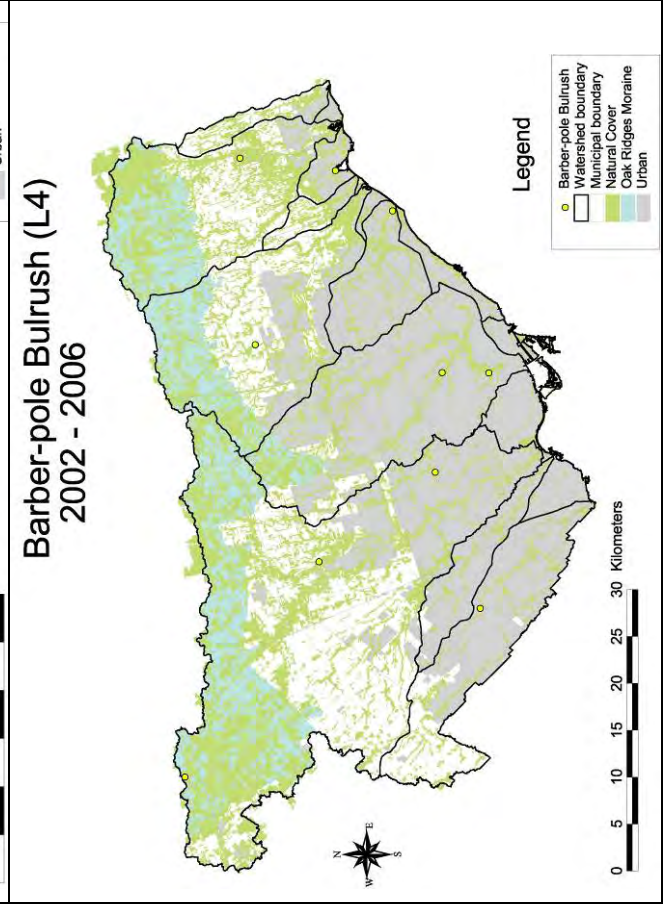 Urban
Barber-pole Bulrush (L4)
2002 - 2006
N
W
E
S
Legend
Barber-pole Bulrush
Watershed boundary
Municipal boundary
Natural Cover
Oak Ridges Moraine
Urban
0 5 10 15 20 25 30 Kilometers